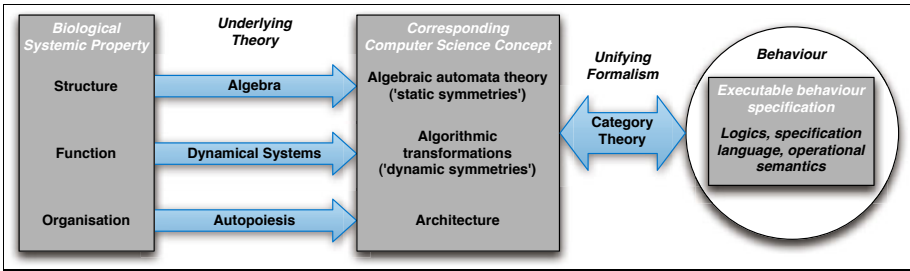 Biological
Systemic Property
Structure
Function
Organisation
Underlying
Theory
Algebra
Dynamical Systems
Autopoiesis
Corresponding
Computer Science Concept
Algebraic automata theory
('static symmetries')
Algorithmic
transformations
('dynamic symmetries')
Architecture
Unifying
Formalism
Category
Theory
Behaviour
Executable behaviour
specification
Logics, specification
language, operational
semantics